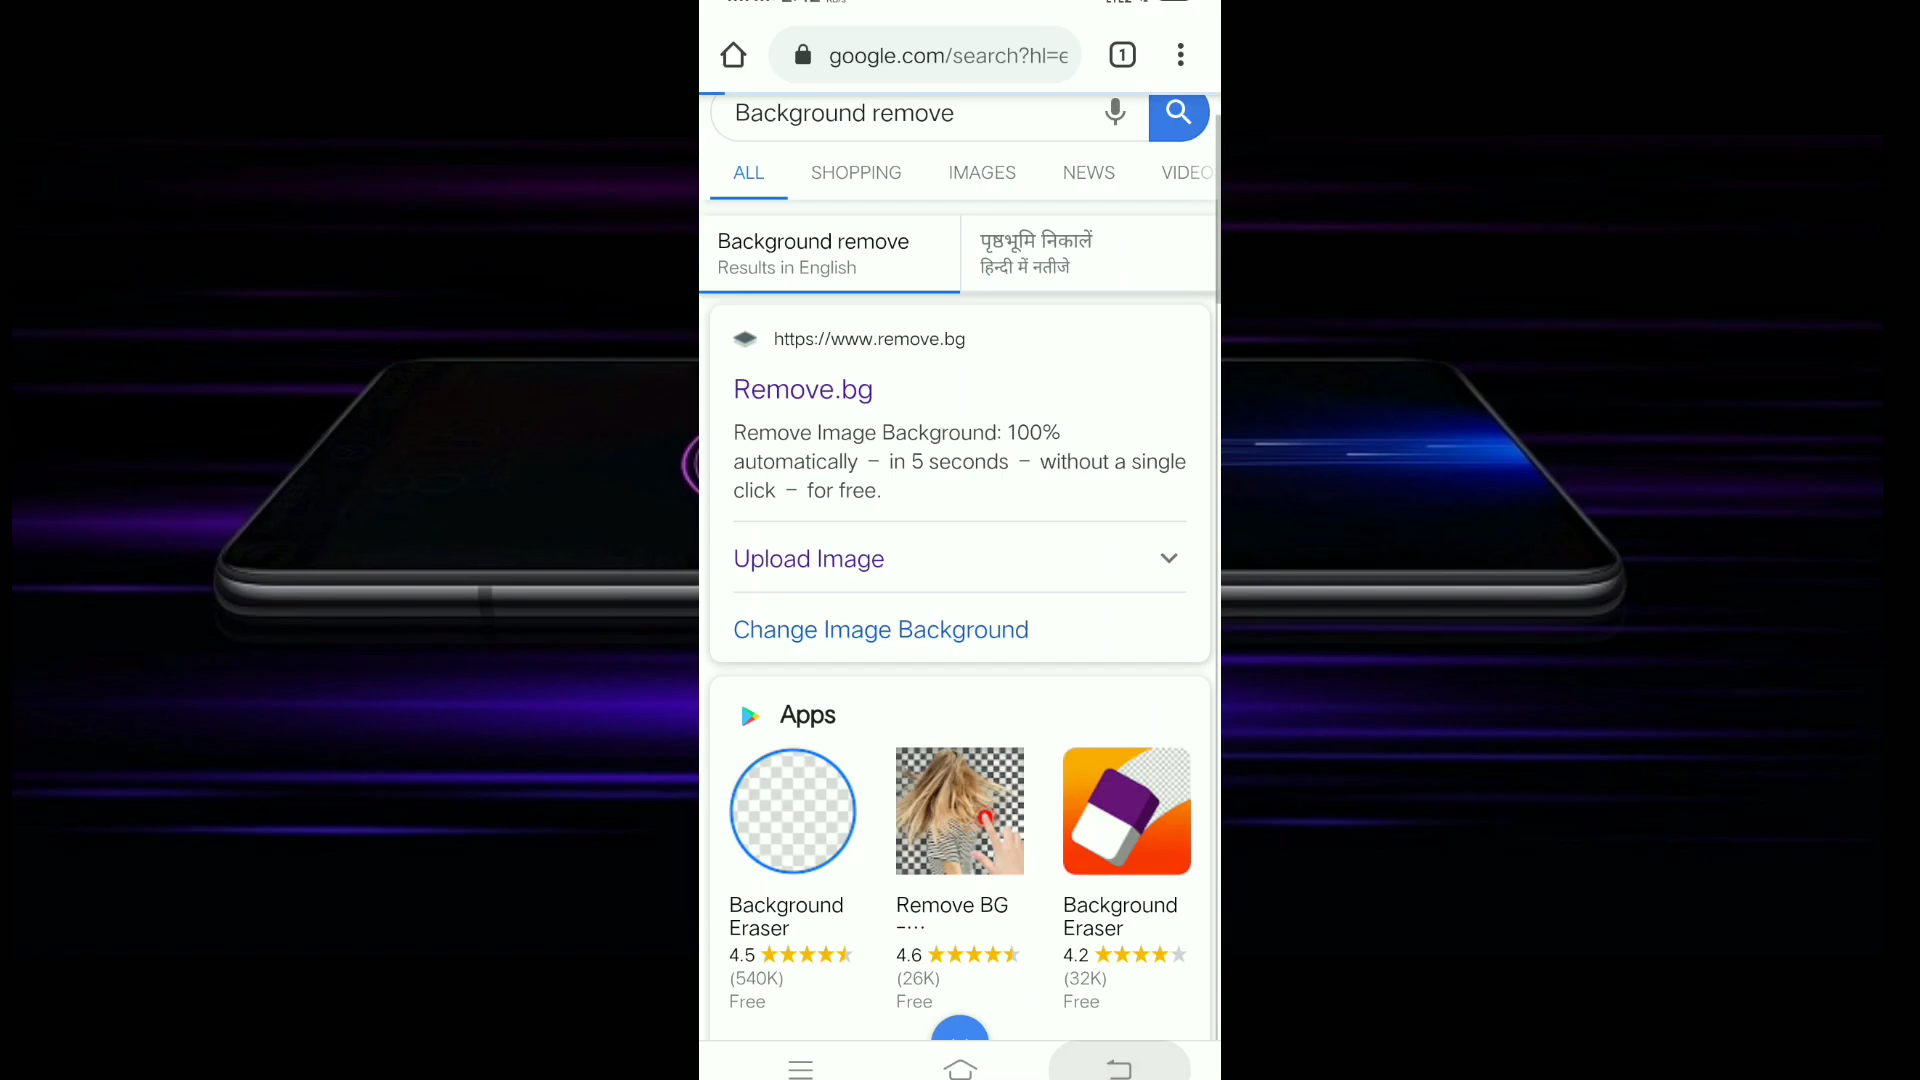 google.com/search?hl=e
1
Background remove
ALL SHOPPING IMAGES NEWS VIDEO
Background remove
Results in English
पृष्ठभूमि निकालें
हिन्दी में नतीजे
https://www.remove.bg
Remove.bg
Remove Image Background: 100%
automatically – in 5 seconds – without a single
click – for free.
Upload Image
Change Image Background
Apps
Background
Eraser
4.5
(540K)
Free
Remove BG
-...
4.6
(26K)
Free
Background
Eraser
4.2
(32K)
Free